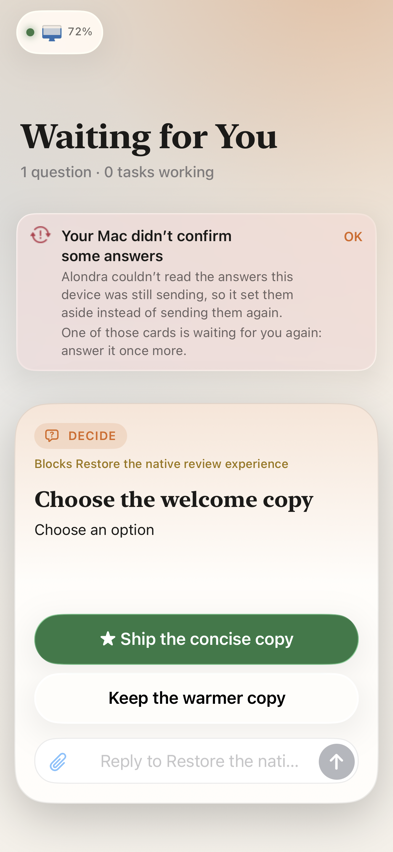 72%
Waiting for You
1 question · 0 tasks working
Your Mac didn’t confirm
some answers
OK
Alondra couldn’t read the answers this
device was still sending, so it set them
aside instead of sending them again.
One of those cards is waiting for you again:
answer it once more.
DECIDE
Blocks Restore the native review experience
Choose the welcome copy
Choose an option
★ Ship the concise copy
Keep the warmer copy
Reply to Restore the nati...